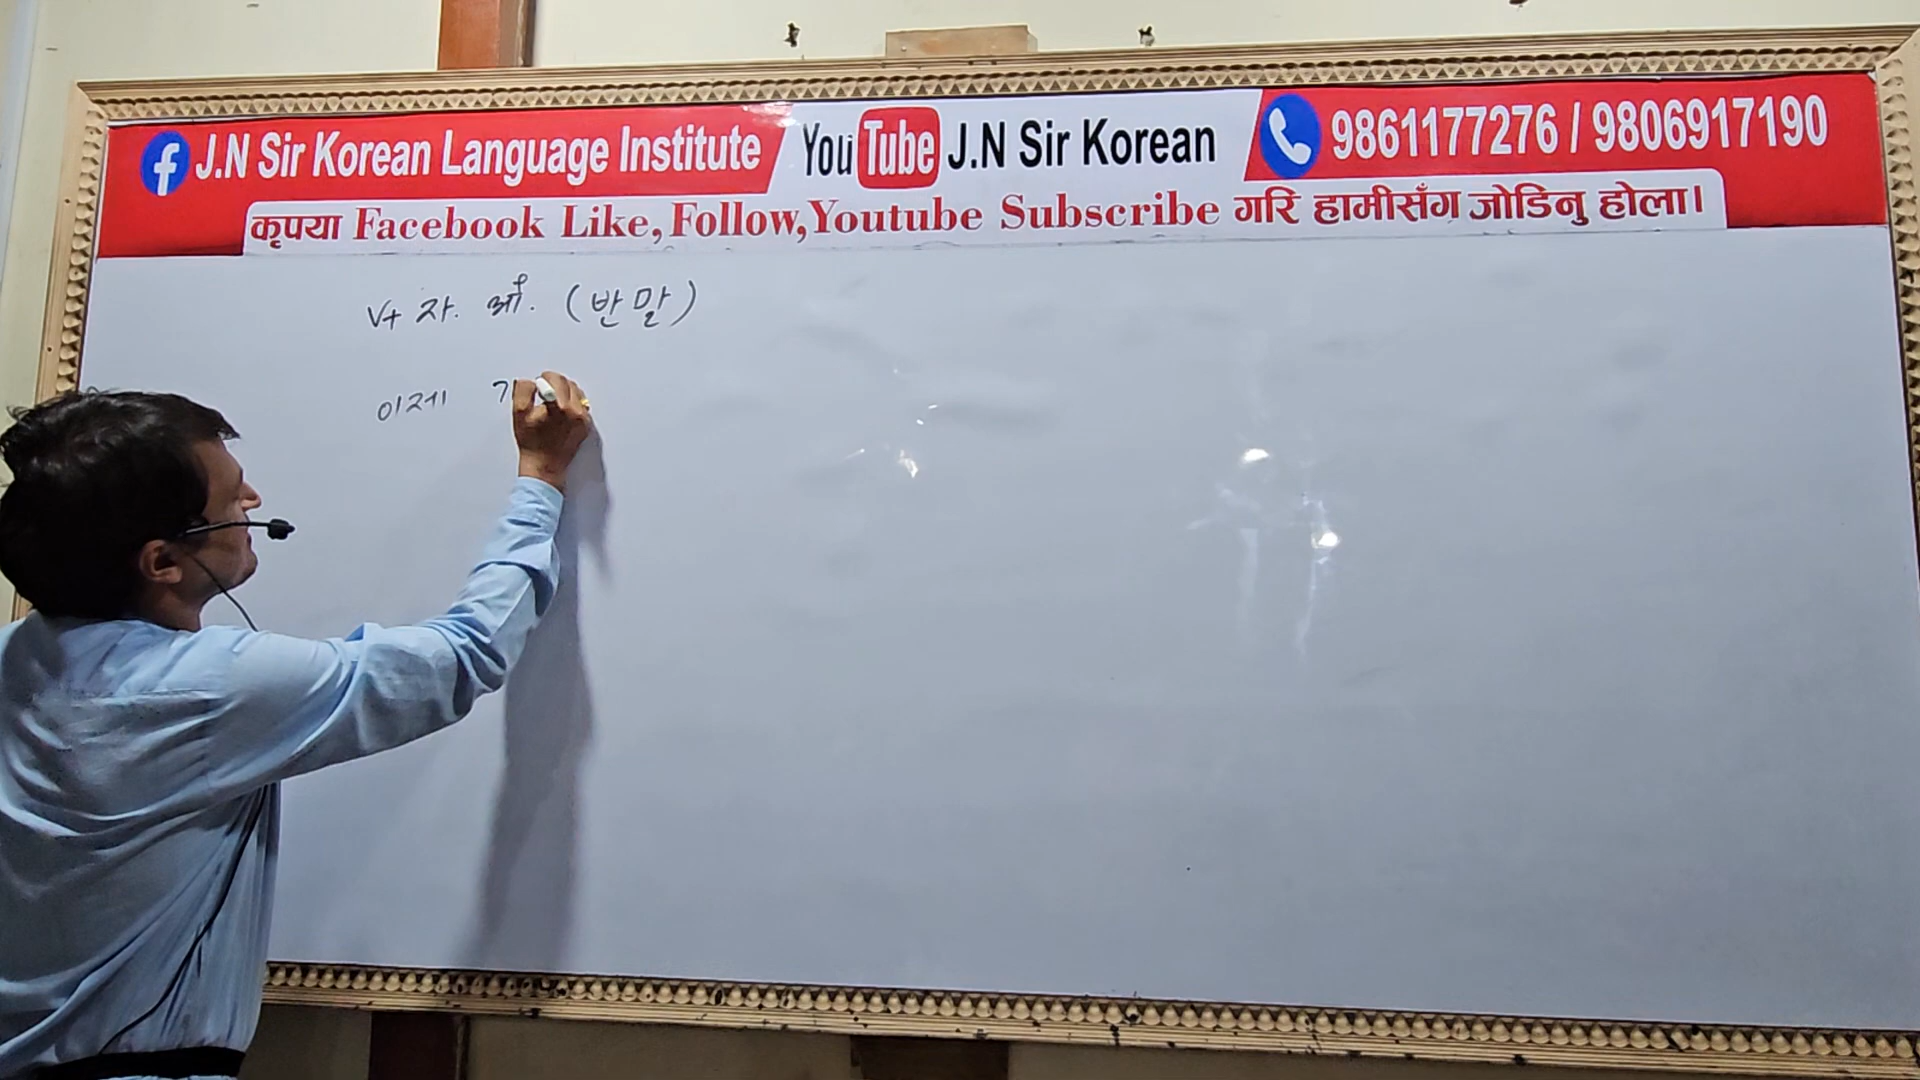 J.N Sir Korean Language Institute YouTube J.N Sir Korean 9861177276 / 9806917190
कृपया Facebook Like, Follow, Youtube Subscribe गरि हामीसँग जोडिनु होला।
V+ 자. औं. (반말)
이제 가